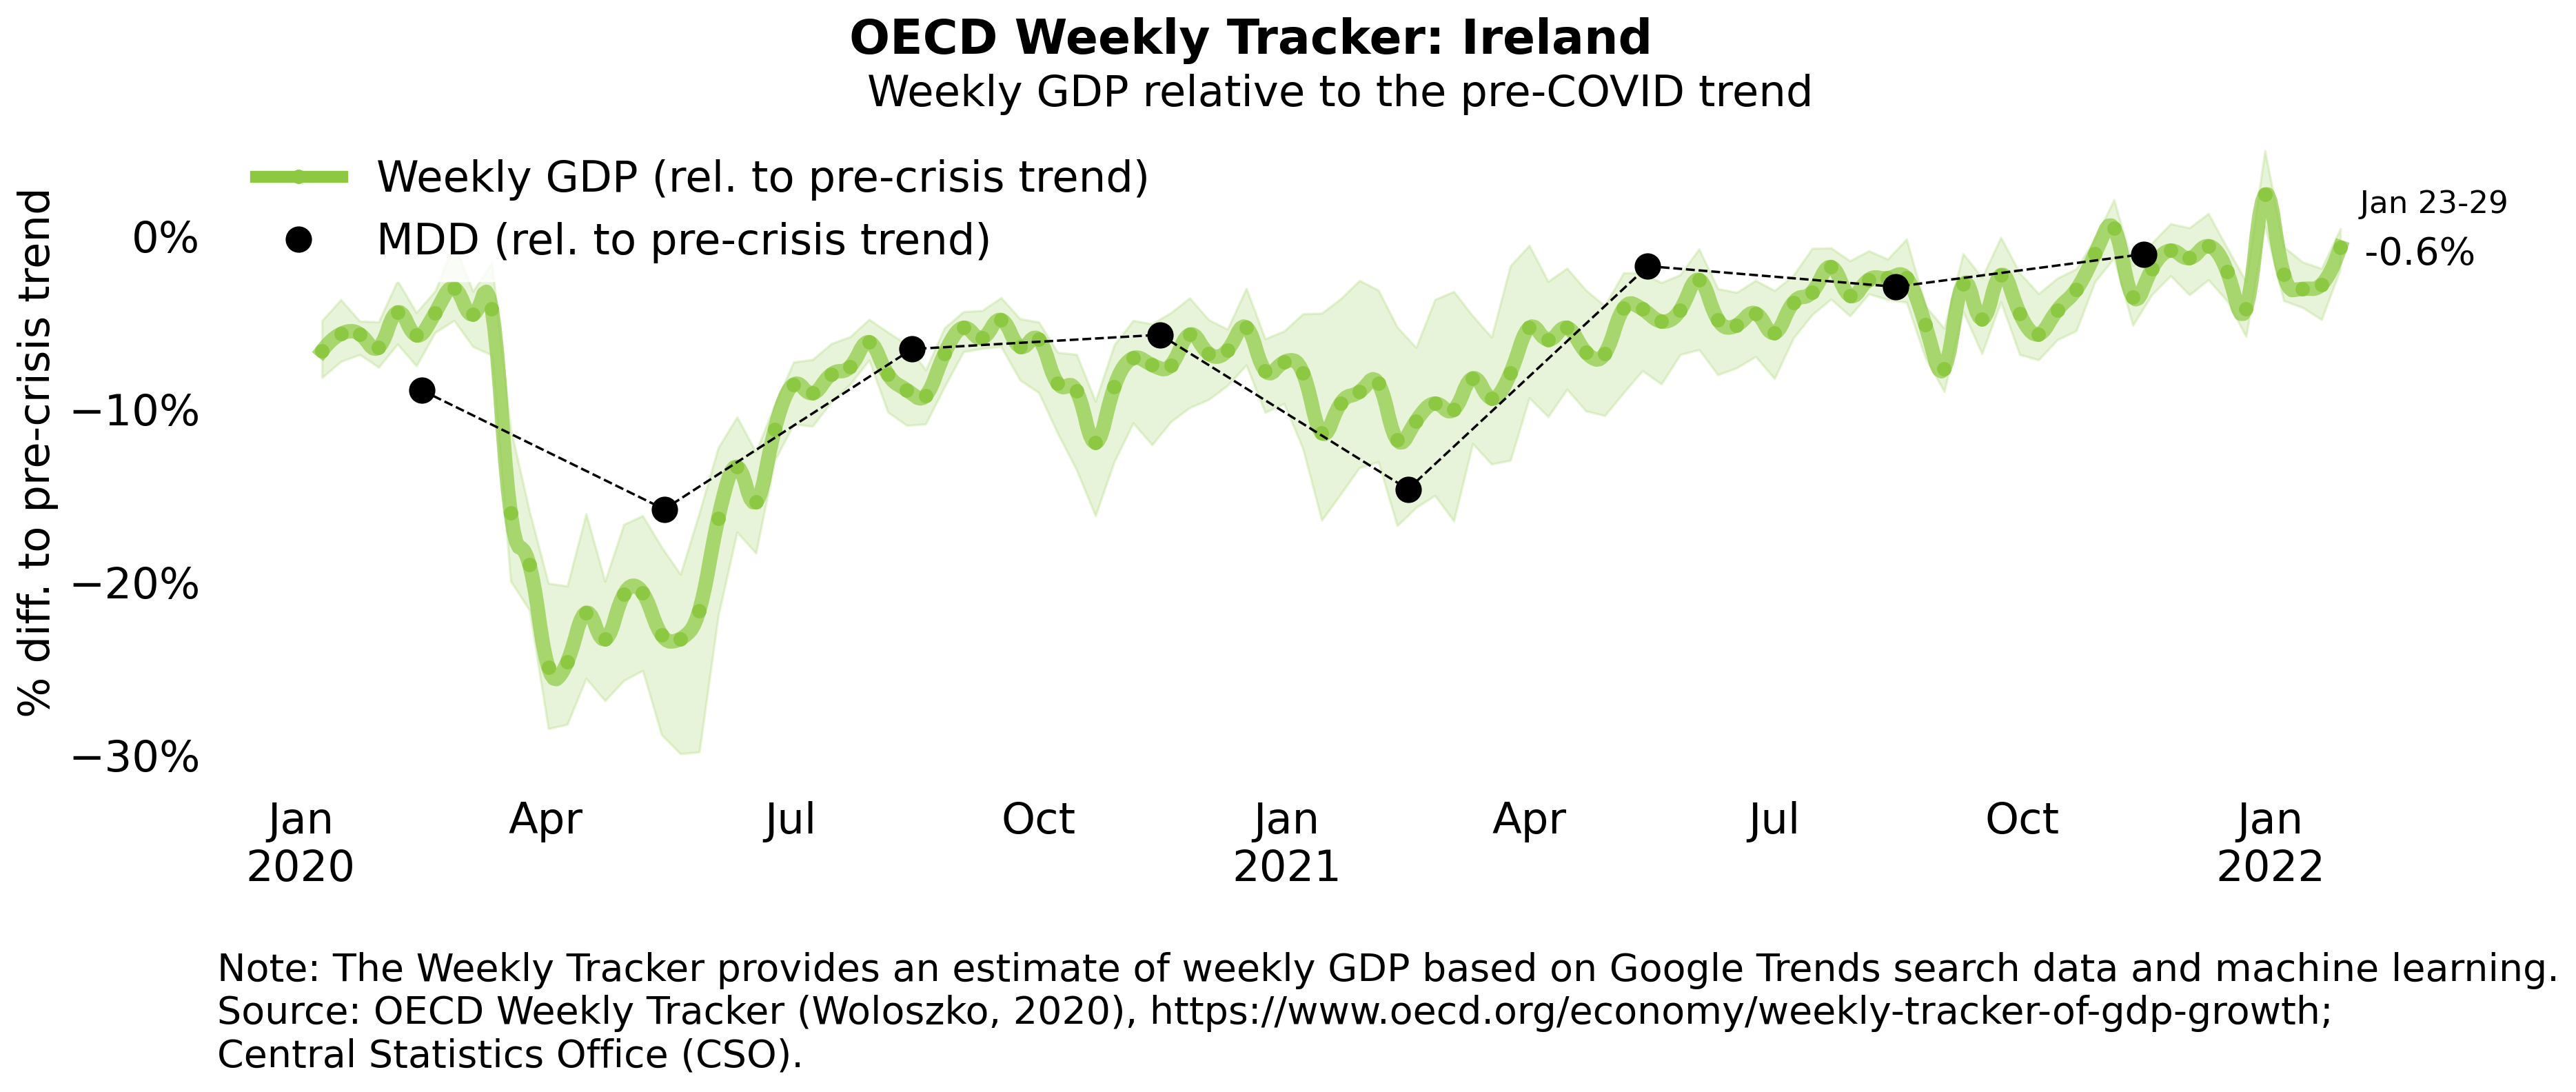 OECD Weekly Tracker: Ireland
Weekly GDP relative to the pre-COVID trend
Weekly GDP (rel. to pre-crisis trend)
MDD (rel. to pre-crisis trend)
% diff. to pre-crisis trend
0%
−10%
−20%
−30%
Jan 23-29
-0.6%
Jan Apr Jul Oct Jan Apr Jul Oct Jan
2020 2021 2022
Note: The Weekly Tracker provides an estimate of weekly GDP based on Google Trends search data and machine learning.
Source: OECD Weekly Tracker (Woloszko, 2020), https://www.oecd.org/economy/weekly-tracker-of-gdp-growth;
Central Statistics Office (CSO).